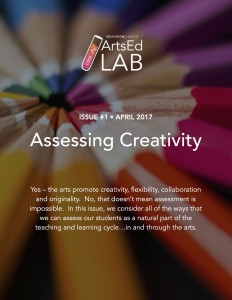 EDUCATION CLOSET'S
ArtsEd
LAB
ISSUE #1 • APRIL 2017
Assessing Creativity
Yes – the arts promote creativity, flexibility, collaboration
and originality. No, that doesn't mean assessment is
impossible. In this issue, we consider all of the ways that
we can assess our students as a natural part of the
teaching and learning cycle...in and through the arts.